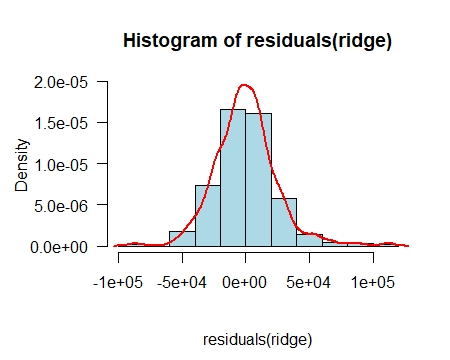 Histogram of residuals(ridge)
Density
2.0e-05
1.5e-05
1.0e-05
5.0e-06
0.0e+00
-1e+05 -5e+04 0e+00 5e+04 1e+05
residuals(ridge)